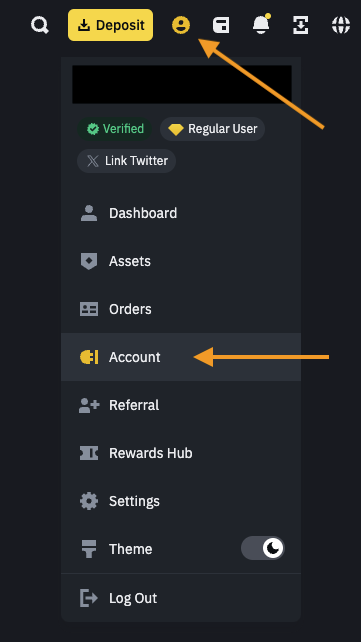 Deposit
Verified
Regular User
Link Twitter
Dashboard
Assets
Orders
Account
Referral
Rewards Hub
Settings
Theme
Log Out